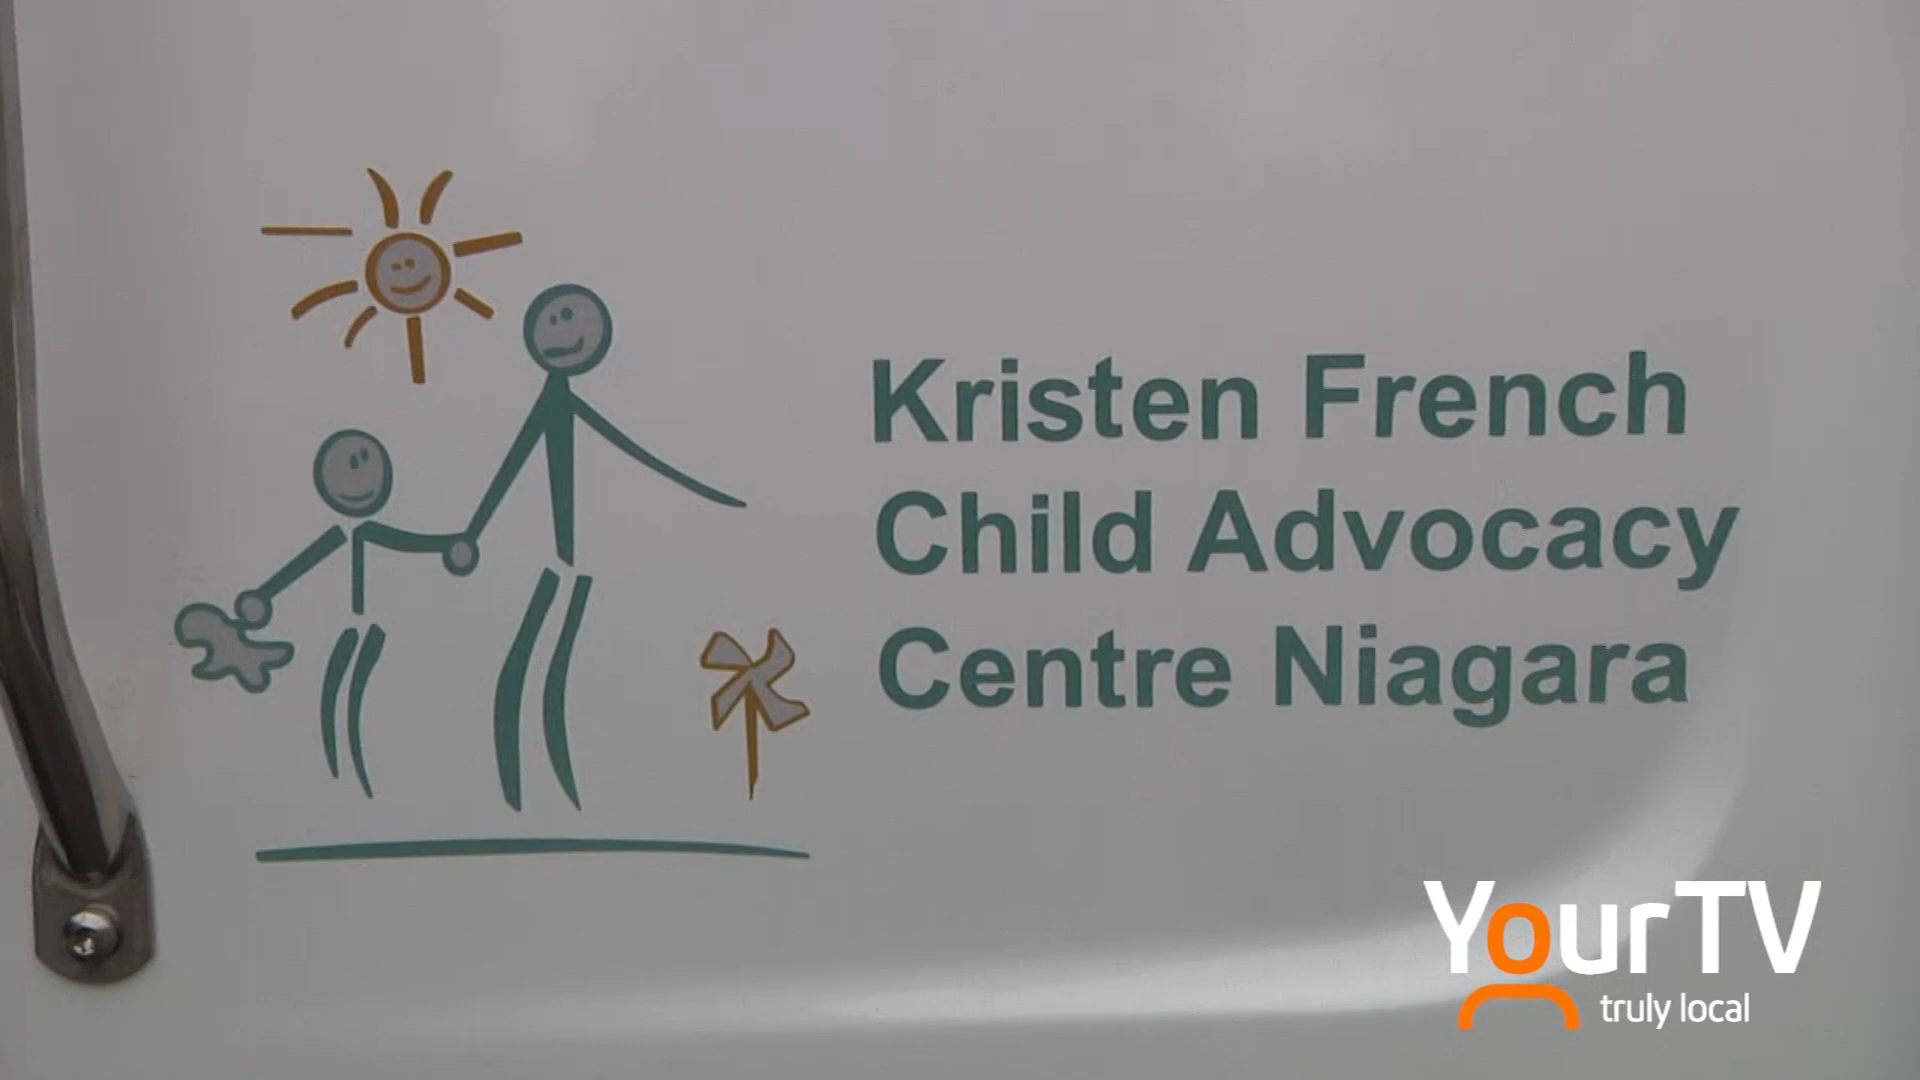 Kristen French
Child Advocacy
Centre Niagara
YourTV
truly local